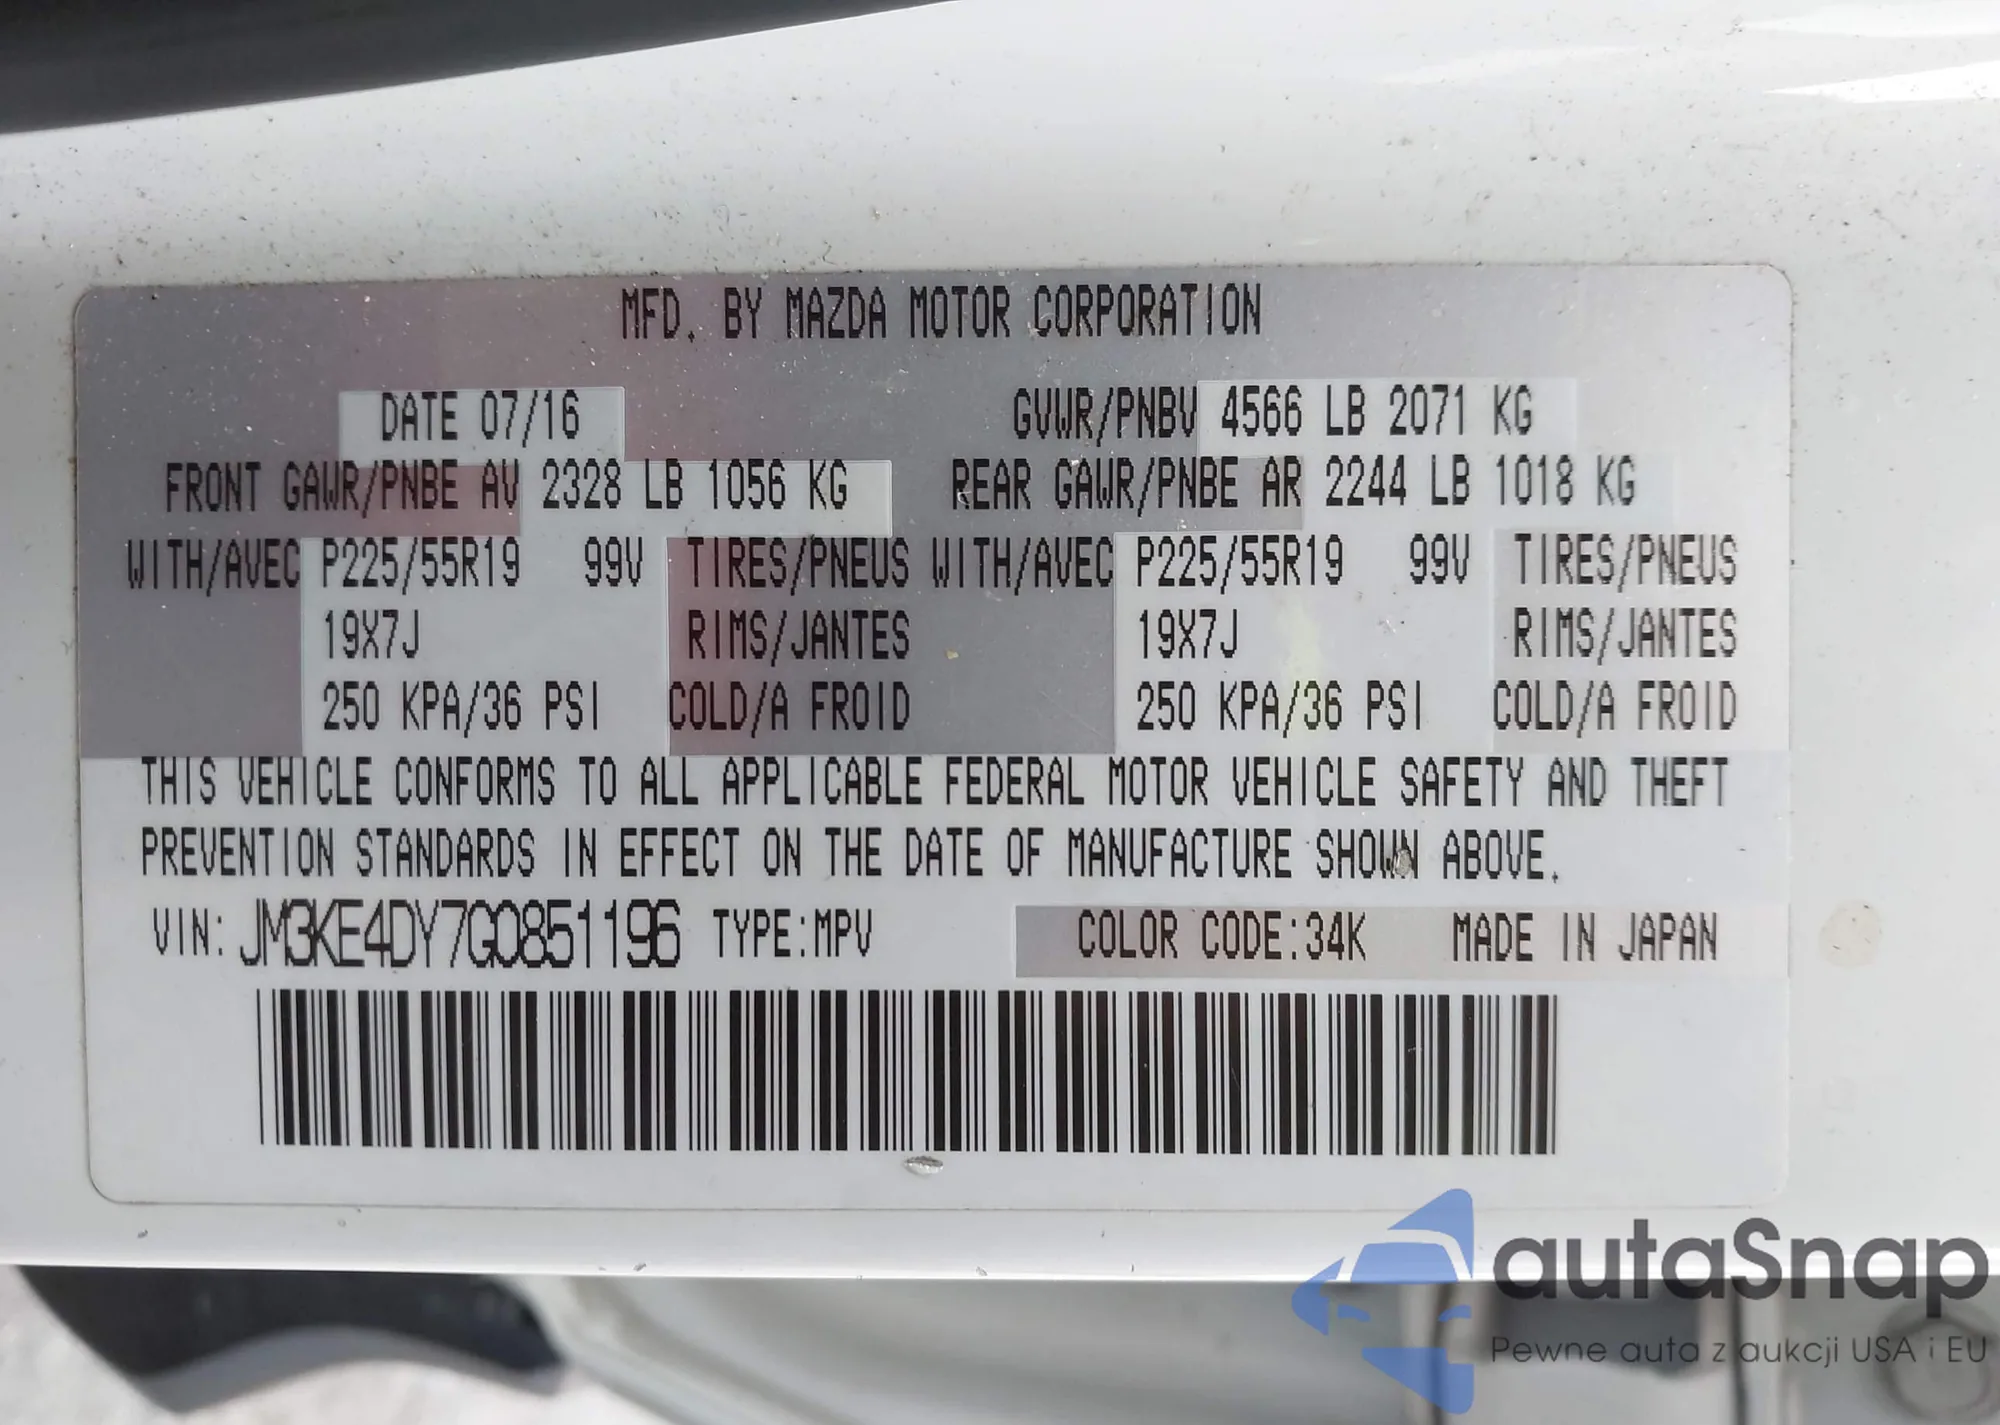 MFD. BY MAZDA MOTOR CORPORATION
DATE 07/16 GVWR/PNBV 4566 LB 2071 KG
FRONT GAWR/PNBE AV 2328 LB 1056 KG REAR GAWR/PNBE AR 2244 LB 1018 KG
WITH/AVEC P225/55R19 99V TIRES/PNEUS WITH/AVEC P225/55R19 99V TIRES/PNEUS
19X7J RIMS/JANTES 19X7J RIMS/JANTES
250 KPA/36 PSI COLD/A FROID 250 KPA/36 PSI COLD/A FROID
THIS VEHICLE CONFORMS TO ALL APPLICABLE FEDERAL MOTOR VEHICLE SAFETY AND THEFT
PREVENTION STANDARDS IN EFFECT ON THE DATE OF MANUFACTURE SHOWN ABOVE.
VIN: JM3KE4DY7G0851196 TYPE:MPV COLOR CODE:34K MADE IN JAPAN
autaSnap
Pewne auta z aukcji USA i EU